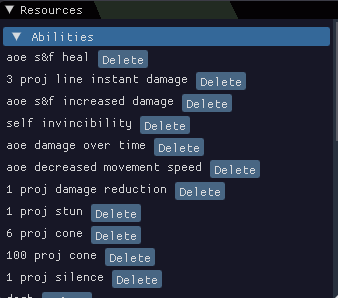 Resources
Abilities
aoe s&f heal Delete
3 proj line instant damage Delete
aoe s&f increased damage Delete
self invincibility Delete
aoe damage over time Delete
aoe decreased movement speed Delete
1 proj damage reduction Delete
1 proj stun Delete
6 proj cone Delete
100 proj cone Delete
1 proj silence Delete